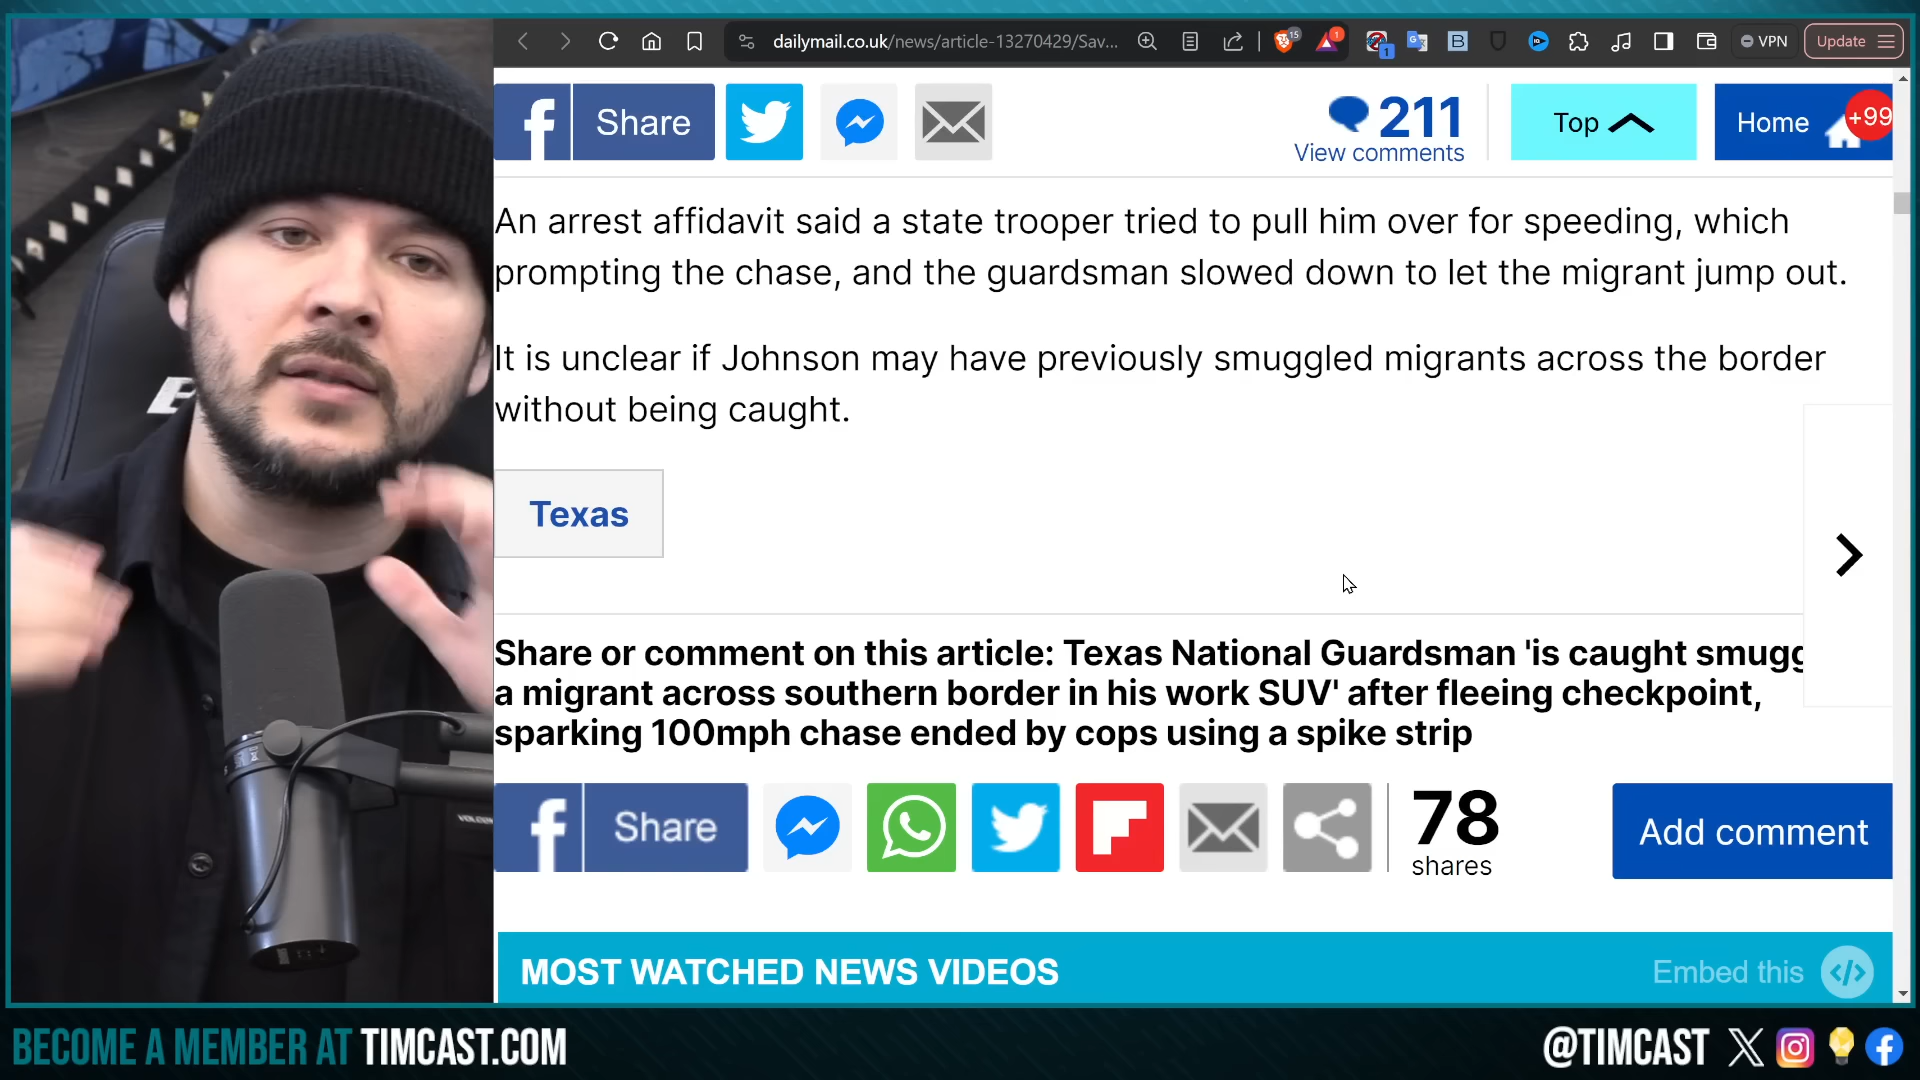 dailymail.co.uk/news/article-13270429/Sav...
15
1
1
VPN
Update
Share
211
View comments
Top
Home
+99
An arrest affidavit said a state trooper tried to pull him over for speeding, which
prompting the chase, and the guardsman slowed down to let the migrant jump out.
It is unclear if Johnson may have previously smuggled migrants across the border
without being caught.
Texas
Share or comment on this article: Texas National Guardsman 'is caught smugg
a migrant across southern border in his work SUV' after fleeing checkpoint,
sparking 100mph chase ended by cops using a spike strip
Share
78
shares
Add comment
MOST WATCHED NEWS VIDEOS
Embed this
BECOME A MEMBER AT TIMCAST.COM
@TIMCAST